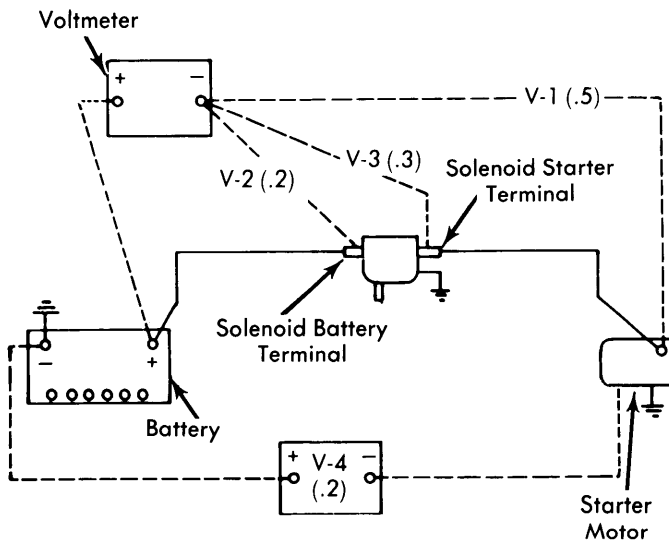 Voltmeter
+ −
V-1 (.5)
V-3 (.3)
V-2 (.2)
Solenoid Starter
Terminal
Solenoid Battery
Terminal
− +
Battery
+ V-4 −
(.2)
Starter
Motor